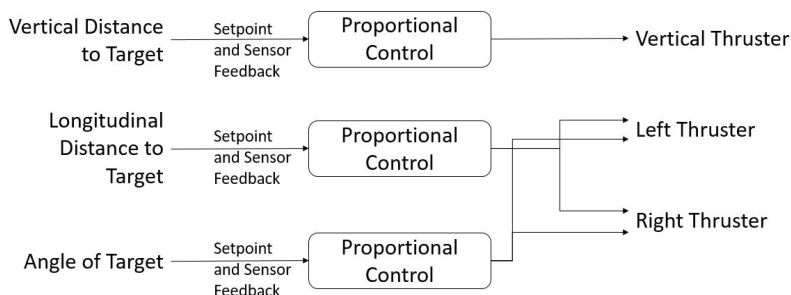 Vertical Distance
to Target
Setpoint
and Sensor
Feedback
Proportional
Control
Vertical Thruster
Longitudinal
Distance to
Target
Setpoint
and Sensor
Feedback
Proportional
Control
Left Thruster
Right Thruster
Angle of Target
Setpoint
and Sensor
Feedback
Proportional
Control